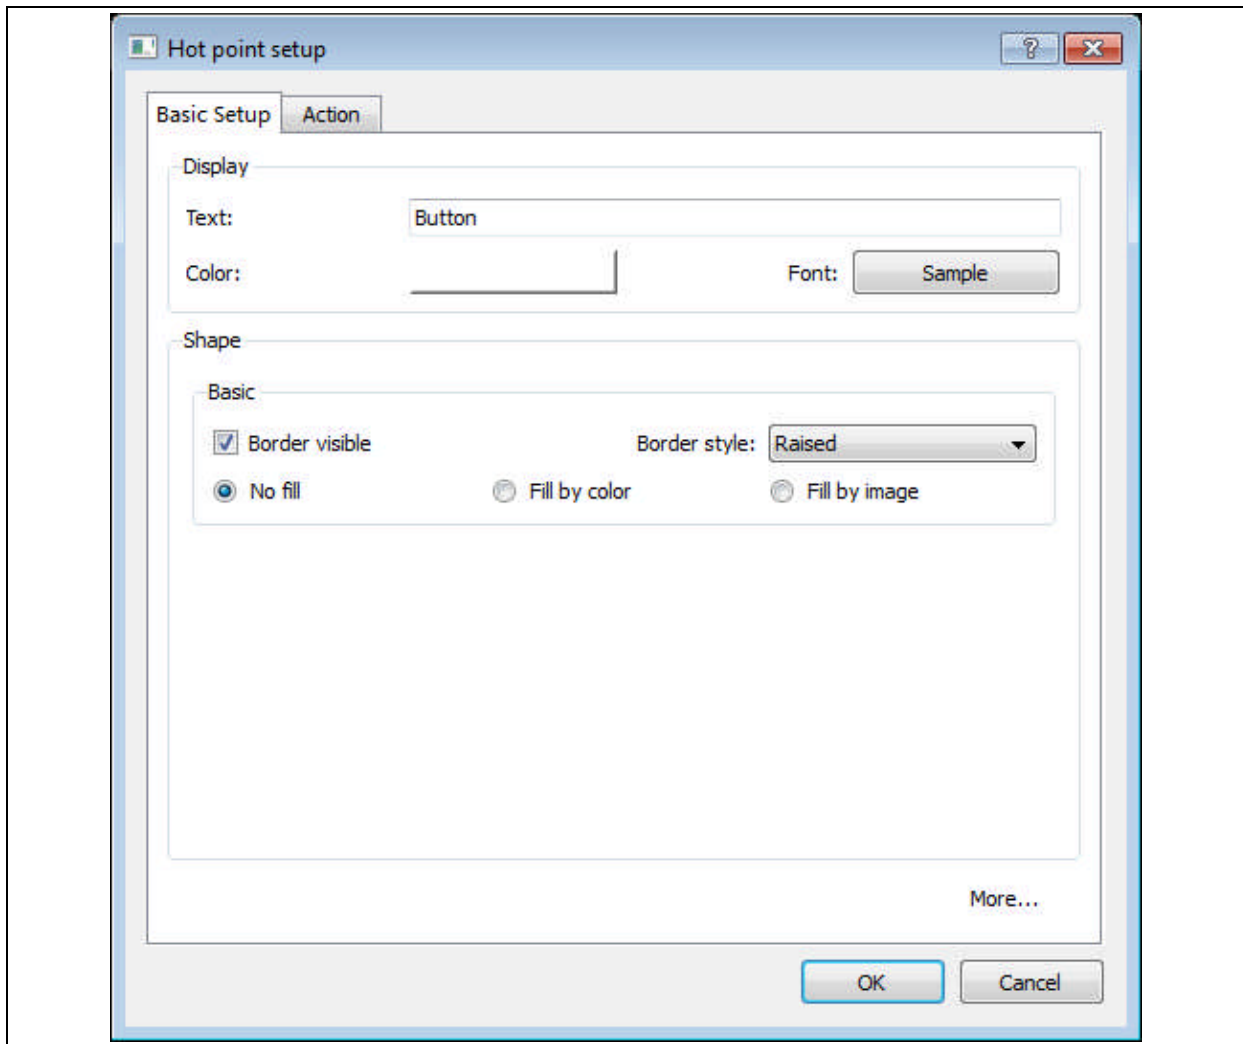 Hot point setup
Basic Setup Action
Display
Text: Button
Color: Font: Sample
Shape
Basic
Border visible Border style: Raised
No fill Fill by color Fill by image
More...
OK Cancel